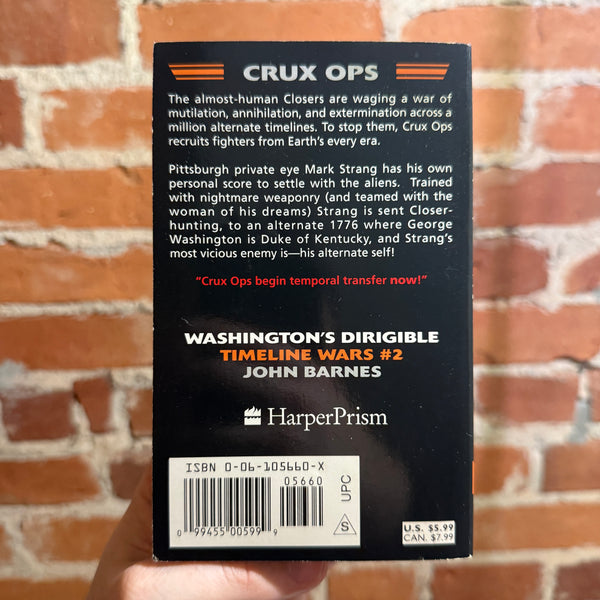 CRUX OPS
The almost-human Closers are waging a war of
mutilation, annihilation, and extermination across a
million alternate timelines. To stop them, Crux Ops
recruits fighters from Earth's every era.
Pittsburgh private eye Mark Strang has his own
personal score to settle with the aliens. Trained
with nightmare weaponry (and teamed with the
woman of his dreams) Strang is sent Closer-
hunting, to an alternate 1776 where George
Washington is Duke of Kentucky, and Strang's
most vicious enemy is—his alternate self!
"Crux Ops begin temporal transfer now!"
WASHINGTON'S DIRIGIBLE
TIMELINE WARS #2
JOHN BARNES
HarperPrism
ISBN 0-06-105660-X
05660
0 99455 00599 9
UPC
S
U.S. $5.99
CAN. $7.99